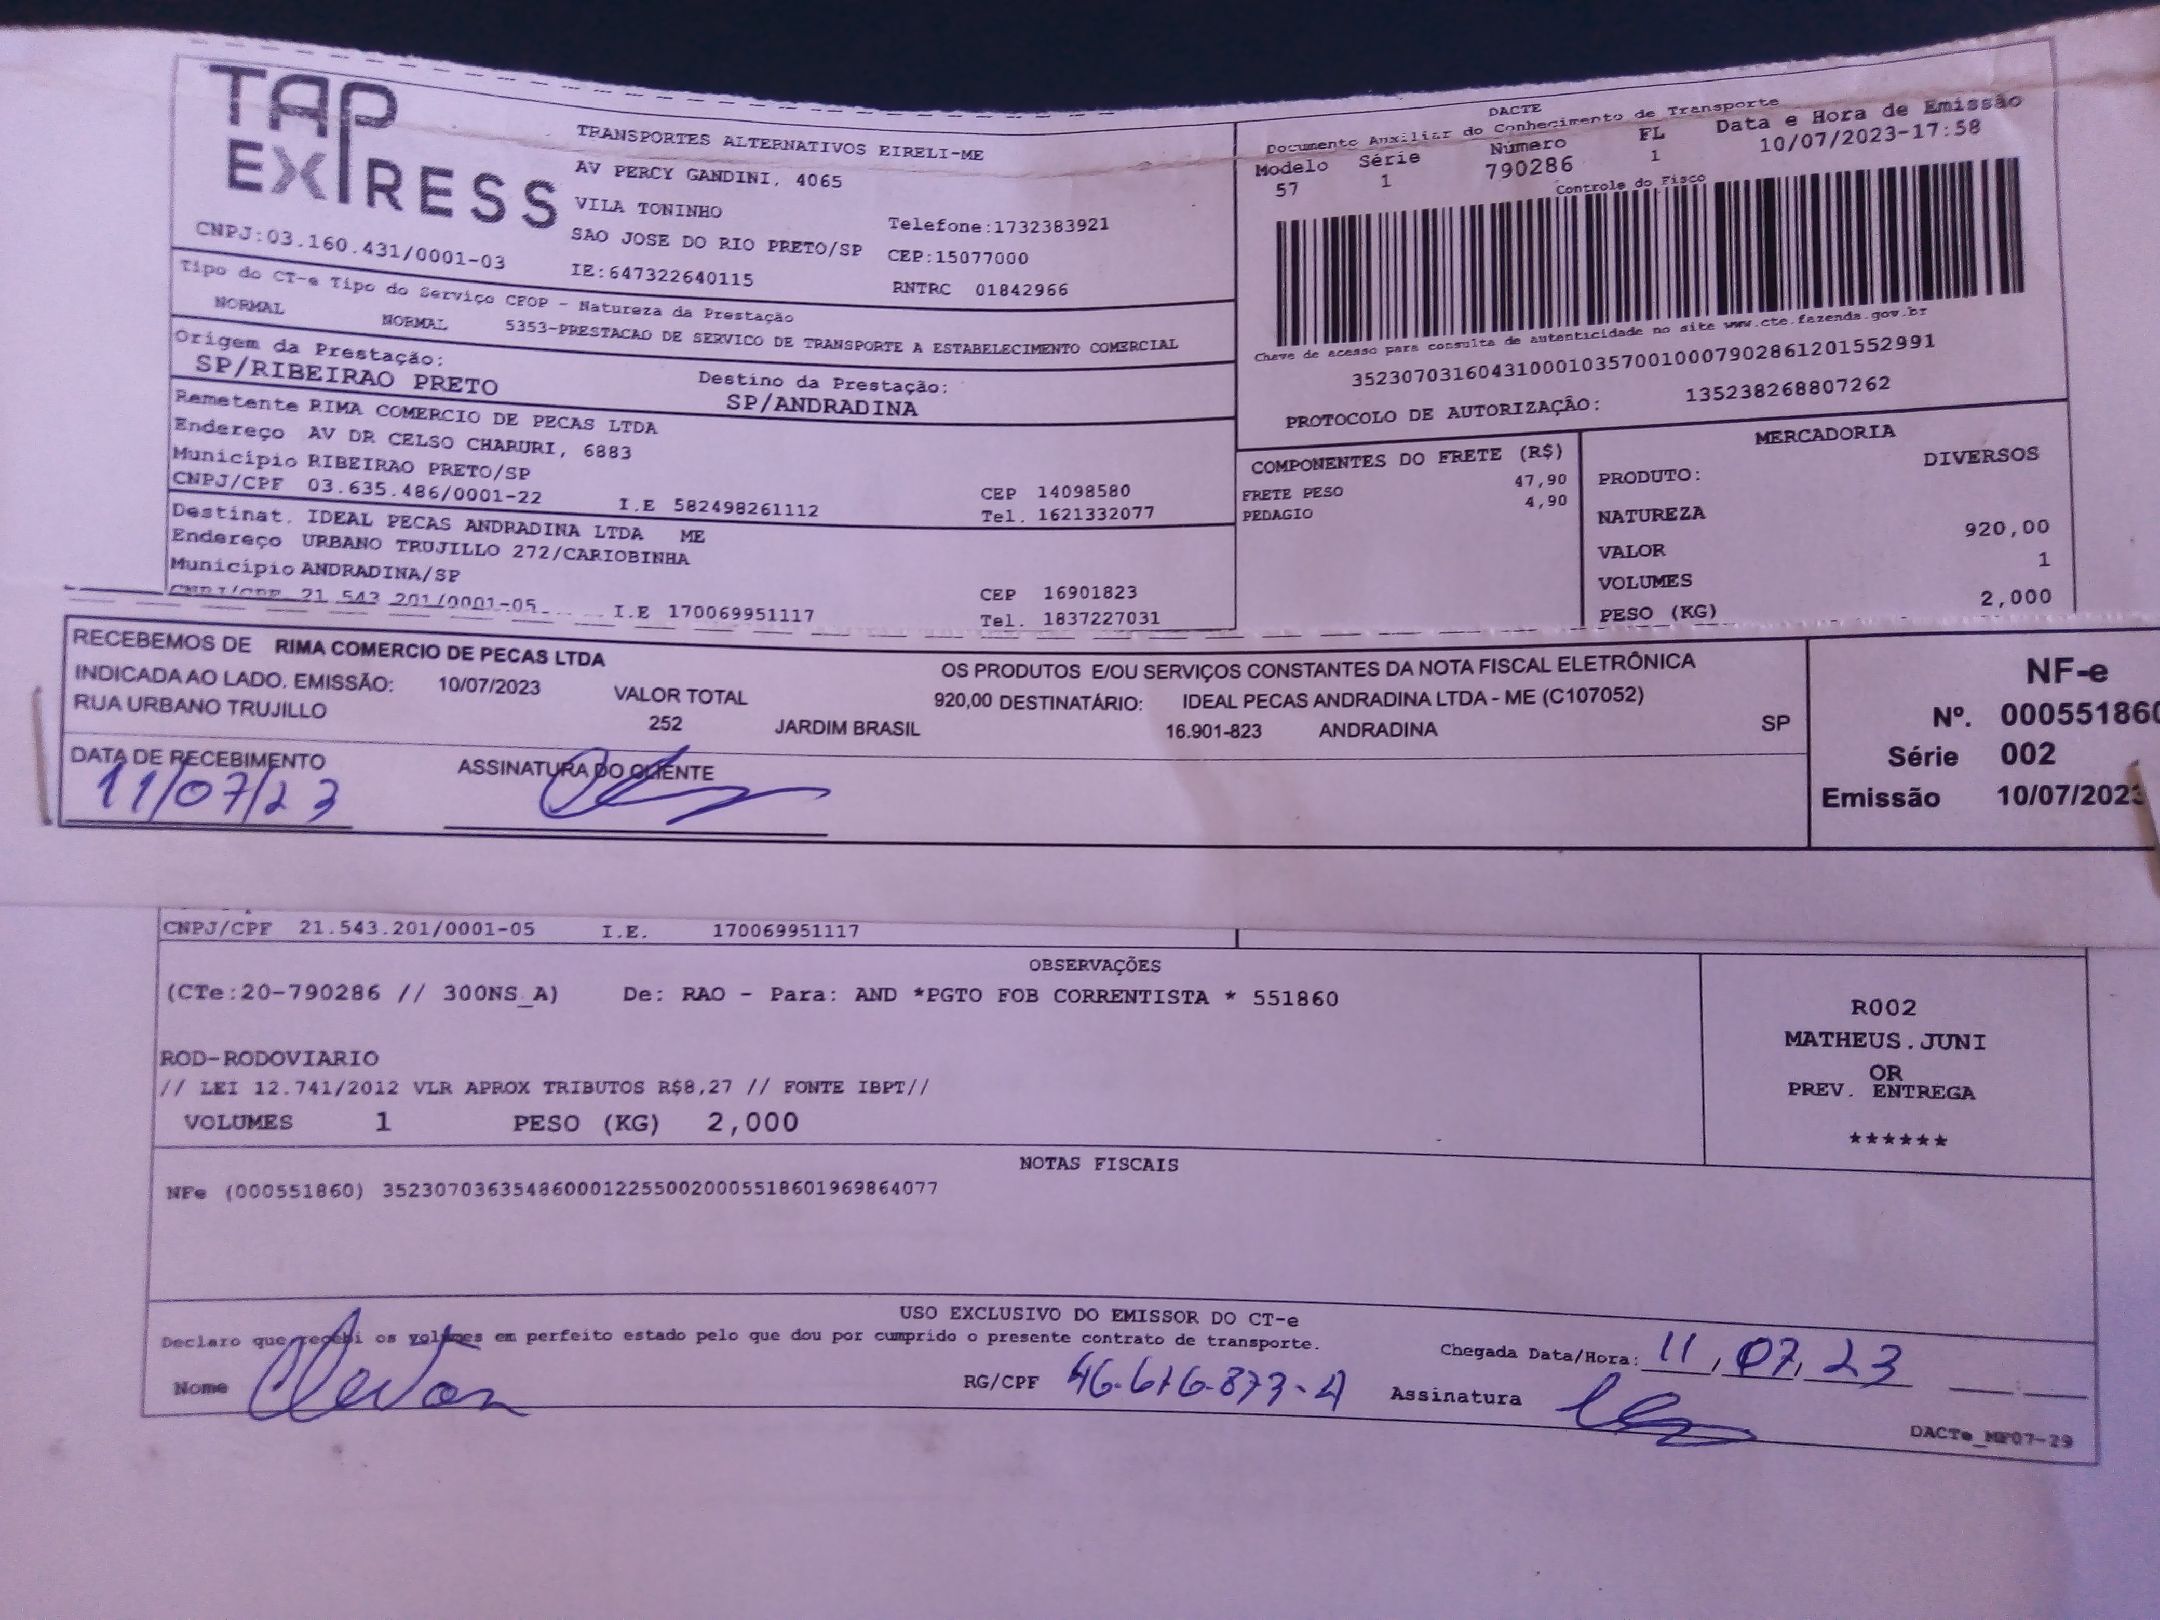 TAP
EXPRESS
CNPJ:03.160.431/0001-03
TRANSPORTES ALTERNATIVOS EIRELI-ME
AV PERCY GANDINI, 4065
VILA TONINHO
Telefone:1732383921
SAO JOSE DO RIO PRETO/SP CEP:15077000
IE:647322640115
RNTRC 01842966
DACTE
Documento Auxiliar do Conhecimento de Transporte
Modelo Série Número FL Data e Hora de Emissão
57 1 790286 1 10/07/2023-17:58
Controle do Fisco
Chave de acesso para consulta de autenticidade no site www.cte.fazenda.gov.br
35230703160431000103570010007902861201552991
PROTOCOLO DE AUTORIZAÇÃO: 135238268807262
Tipo do CT-e Tipo do Serviço CFOP - Natureza da Prestação
NORMAL NORMAL 5353-PRESTACAO DE SERVICO DE TRANSPORTE A ESTABELECIMENTO COMERCIAL
Origem da Prestação: Destino da Prestação:
SP/RIBEIRAO PRETO SP/ANDRADINA
Remetente RIMA COMERCIO DE PECAS LTDA
Endereço AV DR CELSO CHARURI, 6883
Município RIBEIRAO PRETO/SP CEP 14098580
CNPJ/CPF 03.635.486/0001-22 I.E 582498261112 Tel. 1621332077
Destinat. IDEAL PECAS ANDRADINA LTDA ME
Endereço URBANO TRUJILLO 272/CARIOBINHA
Município ANDRADINA/SP CEP 16901823
CNPJ/CPF 21.543.201/0001-05 I.E 170069951117 Tel. 1837227031
COMPONENTES DO FRETE (R$)
FRETE PESO 47,90
PEDAGIO 4,90
MERCADORIA
PRODUTO: DIVERSOS
NATUREZA
VALOR 920,00
VOLUMES 1
PESO (KG) 2,000
RECEBEMOS DE RIMA COMERCIO DE PECAS LTDA OS PRODUTOS E/OU SERVIÇOS CONSTANTES DA NOTA FISCAL ELETRÔNICA
INDICADA AO LADO. EMISSÃO: 10/07/2023 VALOR TOTAL 920,00 DESTINATÁRIO: IDEAL PECAS ANDRADINA LTDA - ME (C107052)
RUA URBANO TRUJILLO 252 JARDIM BRASIL 16.901-823 ANDRADINA SP
DATA DE RECEBIMENTO ASSINATURA DO CLIENTE
11/07/23
NF-e
Nº. 000551860
Série 002
Emissão 10/07/2023
CNPJ/CPF 21.543.201/0001-05 I.E. 170069951117
OBSERVAÇÕES
(CTe:20-790286 // 300NS_A) De: RAO - Para: AND *PGTO FOB CORRENTISTA * 551860
ROD-RODOVIARIO
// LEI 12.741/2012 VLR APROX TRIBUTOS R$8,27 // FONTE IBPT//
VOLUMES 1 PESO (KG) 2,000
R002
MATHEUS.JUNI
OR
PREV. ENTREGA
******
NOTAS FISCAIS
NFe (000551860) 35230703635486000122550020005518601969864077
USO EXCLUSIVO DO EMISSOR DO CT-e
Declaro que recebi os volumes em perfeito estado pelo que dou por cumprido o presente contrato de transporte.
Chegada Data/Hora: 11, 07, 23
Nome RG/CPF 46.676.873-4 Assinatura
DACTe_MF07-29